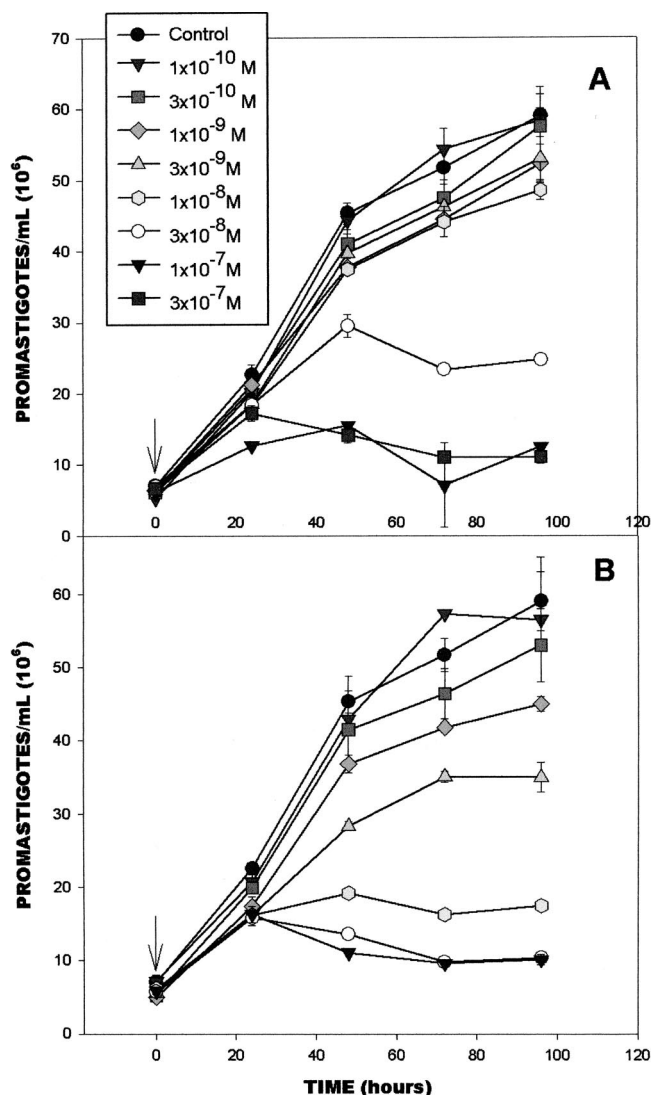 Control
1x10⁻¹⁰ M
3x10⁻¹⁰ M
1x10⁻⁹ M
3x10⁻⁹ M
1x10⁻⁸ M
3x10⁻⁸ M
1x10⁻⁷ M
3x10⁻⁷ M
A
PROMASTIGOTES/mL (10⁶)
70
60
50
40
30
20
10
0
0 20 40 60 80 100 120
B
PROMASTIGOTES/mL (10⁶)
60
50
40
30
20
10
0
0 20 40 60 80 100 120
TIME (hours)